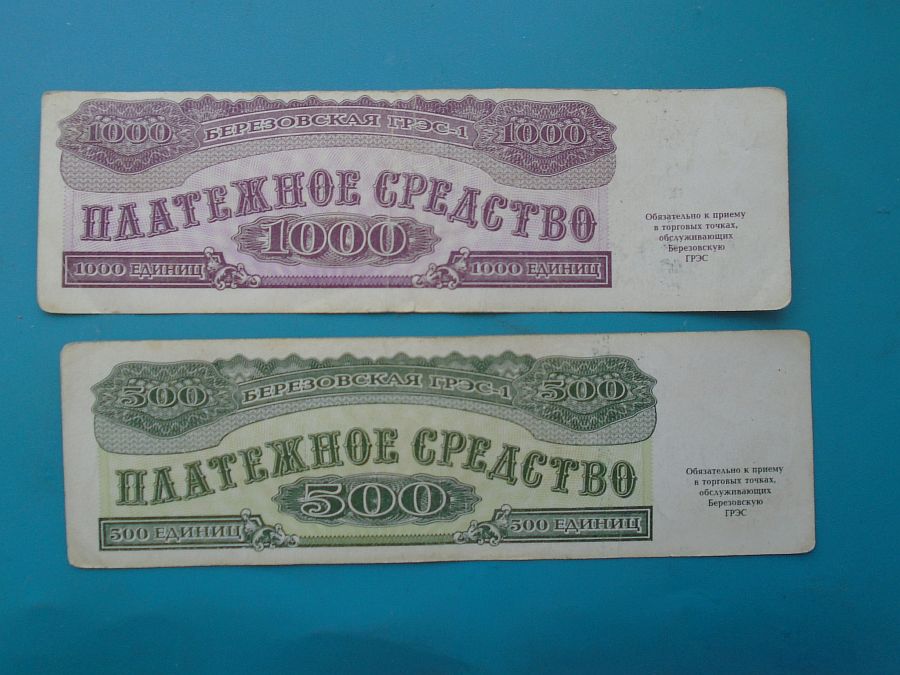 1000 БЕРЕЗОВСКАЯ ГРЭС-1 1000
ПЛАТЕЖНОЕ СРЕДСТВО
1000
1000 ЕДИНИЦ 1000 ЕДИНИЦ
Обязательно к приему
в торговых точках,
обслуживающих
Березовскую
ГРЭС
500 БЕРЕЗОВСКАЯ ГРЭС-1 500
ПЛАТЕЖНОЕ СРЕДСТВО
500
500 ЕДИНИЦ 500 ЕДИНИЦ
Обязательно к приему
в торговых точках,
обслуживающих
Березовскую
ГРЭС